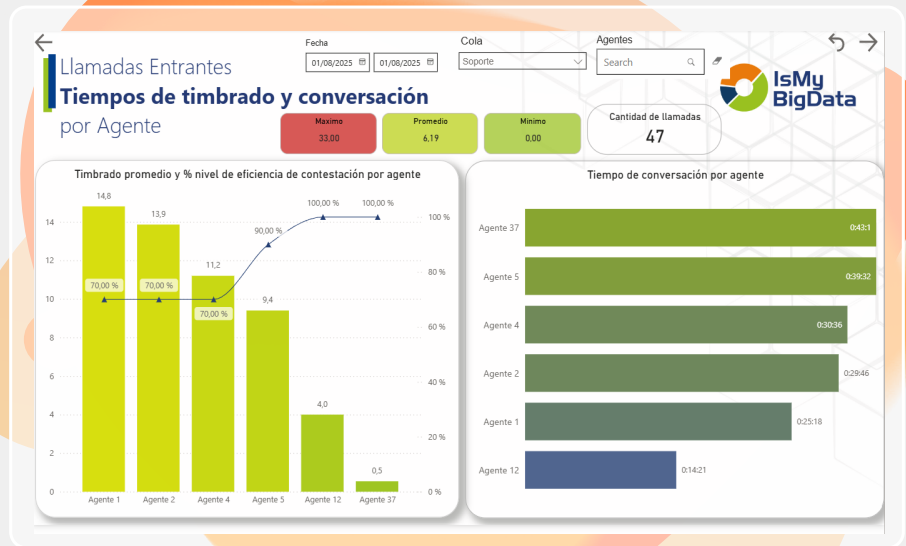 Fecha
Cola
Agentes
01/08/2025
01/08/2025
Soporte
Search
IsMy
BigData
Llamadas Entrantes
Tiempos de timbrado y conversación
por Agente
Maximo
33,00
Promedio
6,19
Minimo
0,00
Cantidad de llamadas
47
Timbrado promedio y % nivel de eficiencia de contestación por agente
14,8
13,9
11,2
9,4
4,0
0,5
70,00 %
70,00 %
70,00 %
90,00 %
100,00 %
100,00 %
14
12
10
8
6
4
2
0
100 %
80 %
60 %
40 %
20 %
0 %
Agente 1
Agente 2
Agente 4
Agente 5
Agente 12
Agente 37
Tiempo de conversación por agente
Agente 37
0:43:1
Agente 5
0:39:32
Agente 4
0:30:36
Agente 2
0:29:46
Agente 1
0:25:18
Agente 12
0:14:21